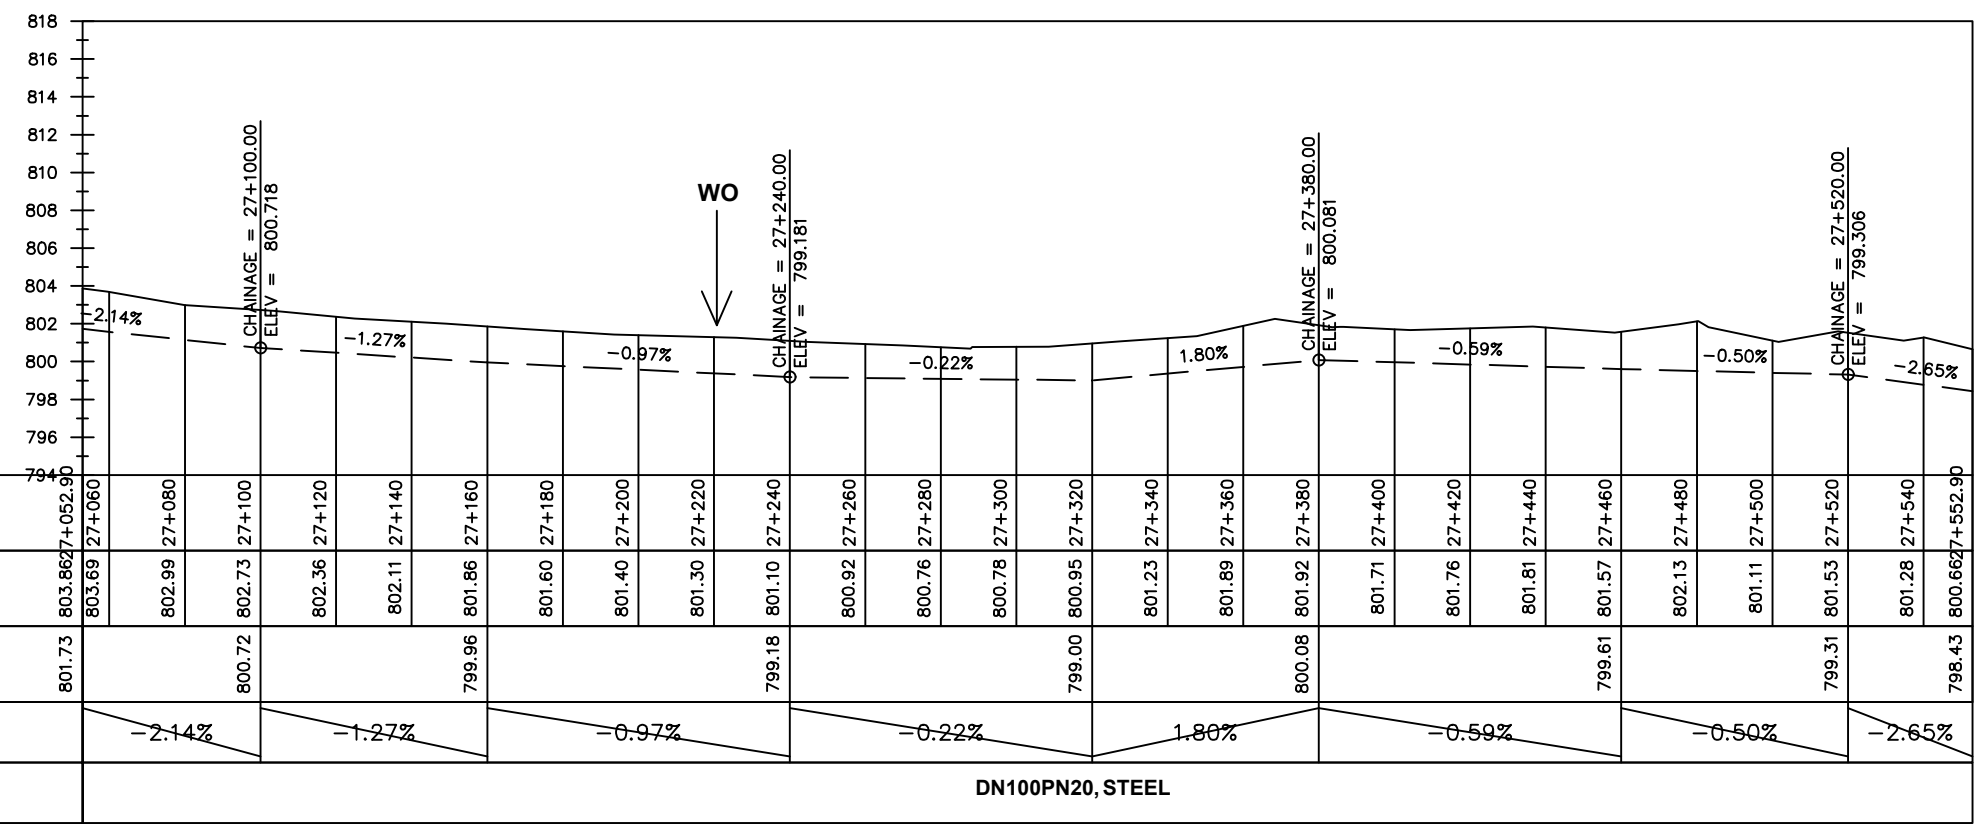 818
816
814
812
810
808
806
804
802
800
798
796
794
CHAINAGE = 27+100.00
ELEV = 800.718
WO
CHAINAGE = 27+240.00
ELEV = 799.181
CHAINAGE = 27+380.00
ELEV = 800.081
CHAINAGE = 27+520.00
ELEV = 799.306
-2.14% -1.27% -0.97% -0.22% 1.80% -0.59% -0.50% -2.65%
27+052.90 27+060 27+080 27+100 27+120 27+140 27+160 27+180 27+200 27+220 27+240 27+260 27+280 27+300 27+320 27+340 27+360 27+380 27+400 27+420 27+440 27+460 27+480 27+500 27+520 27+540 27+552.90
803.86 803.69 802.99 802.73 802.36 802.11 801.86 801.60 801.40 801.30 801.10 800.92 800.76 800.78 800.95 801.23 801.89 801.92 801.71 801.76 801.81 801.57 802.13 801.11 801.53 801.28 800.66
801.73 800.72 799.96 799.18 799.00 800.08 799.61 799.31 798.43
-2.14% -1.27% -0.97% -0.22% 1.80% -0.59% -0.50% -2.65%
DN100PN20, STEEL